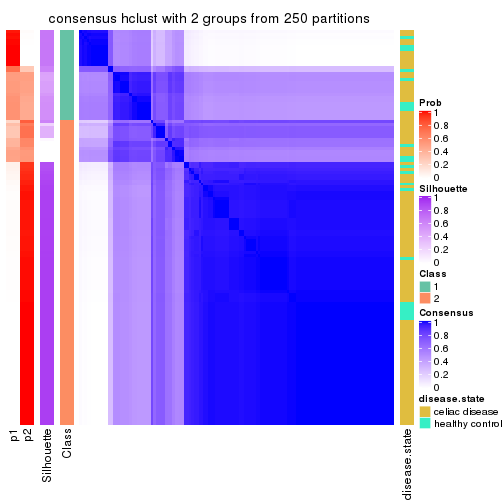 consensus hclust with 2 groups from 250 partitions
Prob
1
0.8
0.6
0.4
0.2
0
Silhouette
1
0.8
0.6
0.4
0.2
0
Class
1
2
Consensus
1
0.8
0.6
0.4
0.2
0
disease.state
celiac disease
healthy control
p1
p2
Silhouette
Class
disease.state